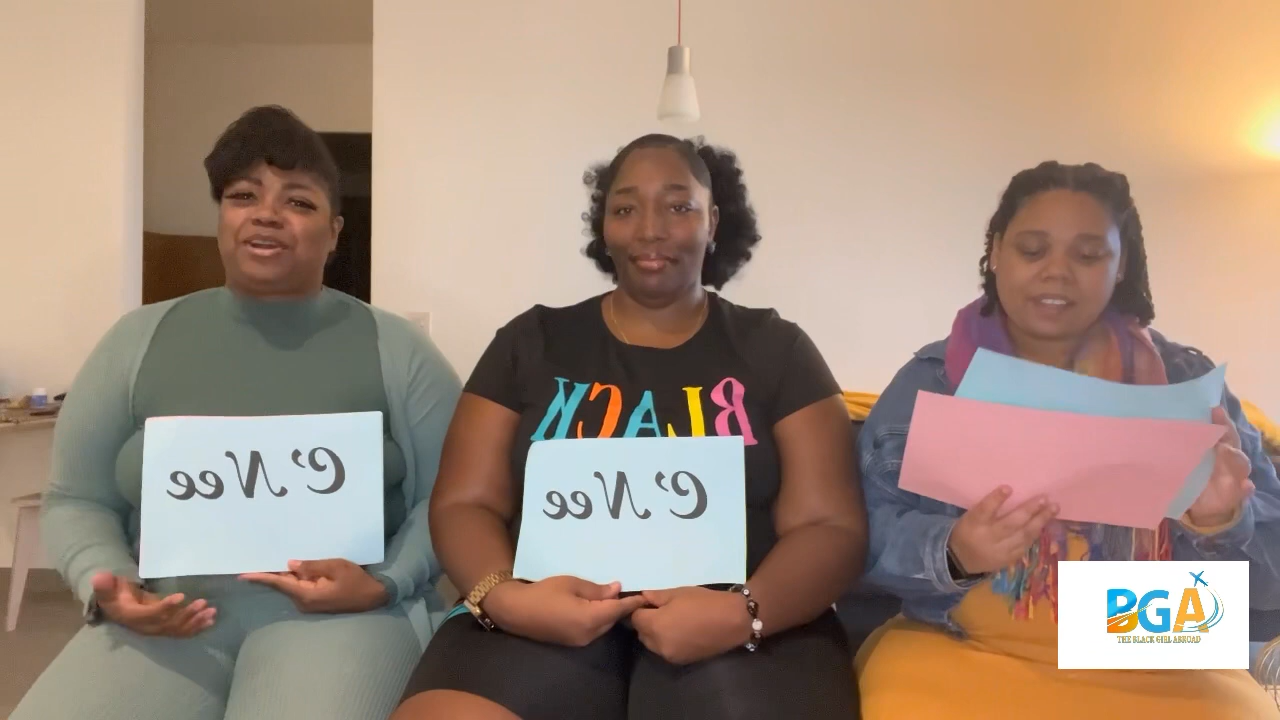 C'Nee
BLACK
C'Nee
BGA
THE BLACK GIRL ABROAD